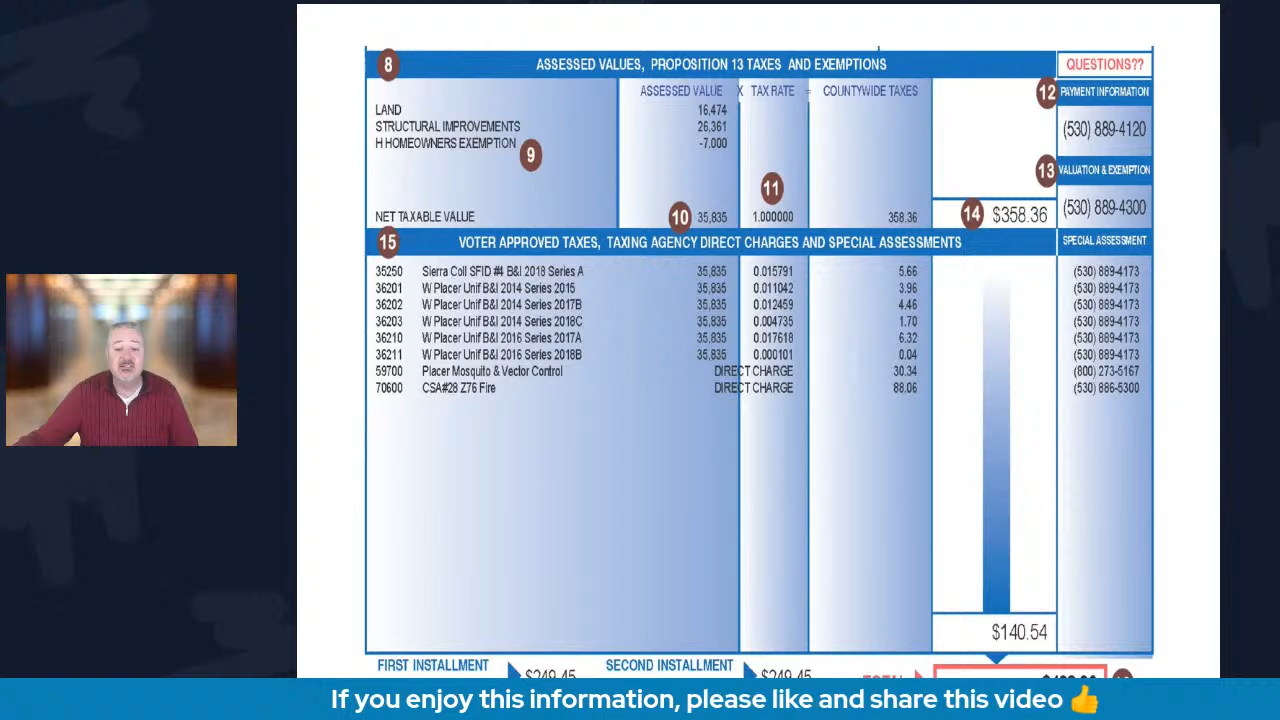 8 ASSESSED VALUES, PROPOSITION 13 TAXES AND EXEMPTIONS QUESTIONS??
ASSESSED VALUE X TAX RATE = COUNTYWIDE TAXES 12 PAYMENT INFORMATION
LAND 16,474
STRUCTURAL IMPROVEMENTS 26,361 (530) 889-4120
H HOMEOWNERS EXEMPTION 9 -7,000
13 VALUATION & EXEMPTION
11
(530) 889-4300
NET TAXABLE VALUE 10 35,835 1.000000 358.36 14 $358.36
15 VOTER APPROVED TAXES, TAXING AGENCY DIRECT CHARGES AND SPECIAL ASSESSMENTS SPECIAL ASSESSMENT
35250 Sierra Coll SFID #4 B&I 2018 Series A 35,835 0.015791 5.66 (530) 889-4173
36201 W Placer Unif B&I 2014 Series 2015 35,835 0.011042 3.96 (530) 889-4173
36202 W Placer Unif B&I 2014 Series 2017B 35,835 0.012459 4.46 (530) 889-4173
36203 W Placer Unif B&I 2014 Series 2018C 35,835 0.004735 1.70 (530) 889-4173
36210 W Placer Unif B&I 2016 Series 2017A 35,835 0.017618 6.32 (530) 889-4173
36211 W Placer Unif B&I 2016 Series 2018B 35,835 0.000101 0.04 (530) 889-4173
59700 Placer Mosquito & Vector Control DIRECT CHARGE 30.34 (800) 273-5167
70600 CSA#28 Z76 Fire DIRECT CHARGE 88.06 (530) 886-5300
$140.54
FIRST INSTALLMENT $249.45 SECOND INSTALLMENT $249.45
If you enjoy this information, please like and share this video 👍